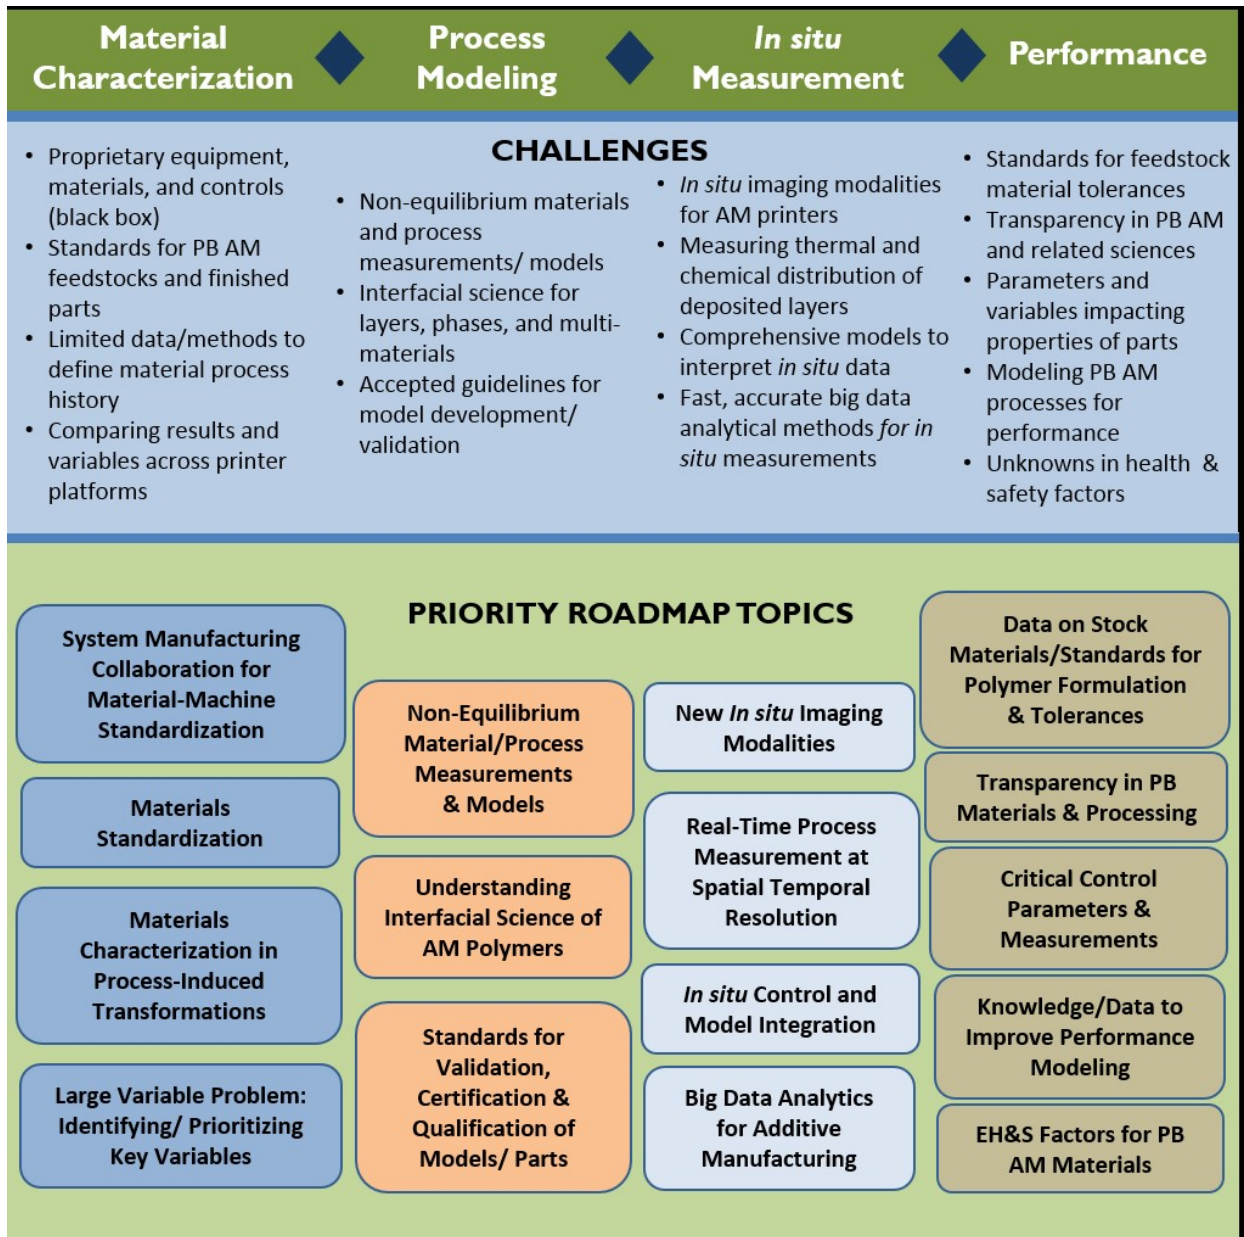 Material
Characterization
Process
Modeling
In situ
Measurement
Performance
CHALLENGES
• Proprietary equipment,
materials, and controls
(black box)
• Standards for PB AM
feedstocks and finished
parts
• Limited data/methods to
define material process
history
• Comparing results and
variables across printer
platforms
• Non-equilibrium materials
and process
measurements/ models
• Interfacial science for
layers, phases, and multi-
materials
• Accepted guidelines for
model development/
validation
• In situ imaging modalities
for AM printers
• Measuring thermal and
chemical distribution of
deposited layers
• Comprehensive models to
interpret in situ data
• Fast, accurate big data
analytical methods for in
situ measurements
• Standards for feedstock
material tolerances
• Transparency in PB AM
and related sciences
• Parameters and
variables impacting
properties of parts
• Modeling PB AM
processes for
performance
• Unknowns in health &
safety factors
PRIORITY ROADMAP TOPICS
System Manufacturing
Collaboration for
Material-Machine
Standardization
Materials
Standardization
Materials
Characterization in
Process-Induced
Transformations
Large Variable Problem:
Identifying/ Prioritizing
Key Variables
Non-Equilibrium
Material/Process
Measurements
& Models
Understanding
Interfacial Science of
AM Polymers
Standards for
Validation,
Certification &
Qualification of
Models/ Parts
New In situ Imaging
Modalities
Real-Time Process
Measurement at
Spatial Temporal
Resolution
In situ Control and
Model Integration
Big Data Analytics
for Additive
Manufacturing
Data on Stock
Materials/Standards for
Polymer Formulation
& Tolerances
Transparency in PB
Materials & Processing
Critical Control
Parameters &
Measurements
Knowledge/Data to
Improve Performance
Modeling
EH&S Factors for PB
AM Materials